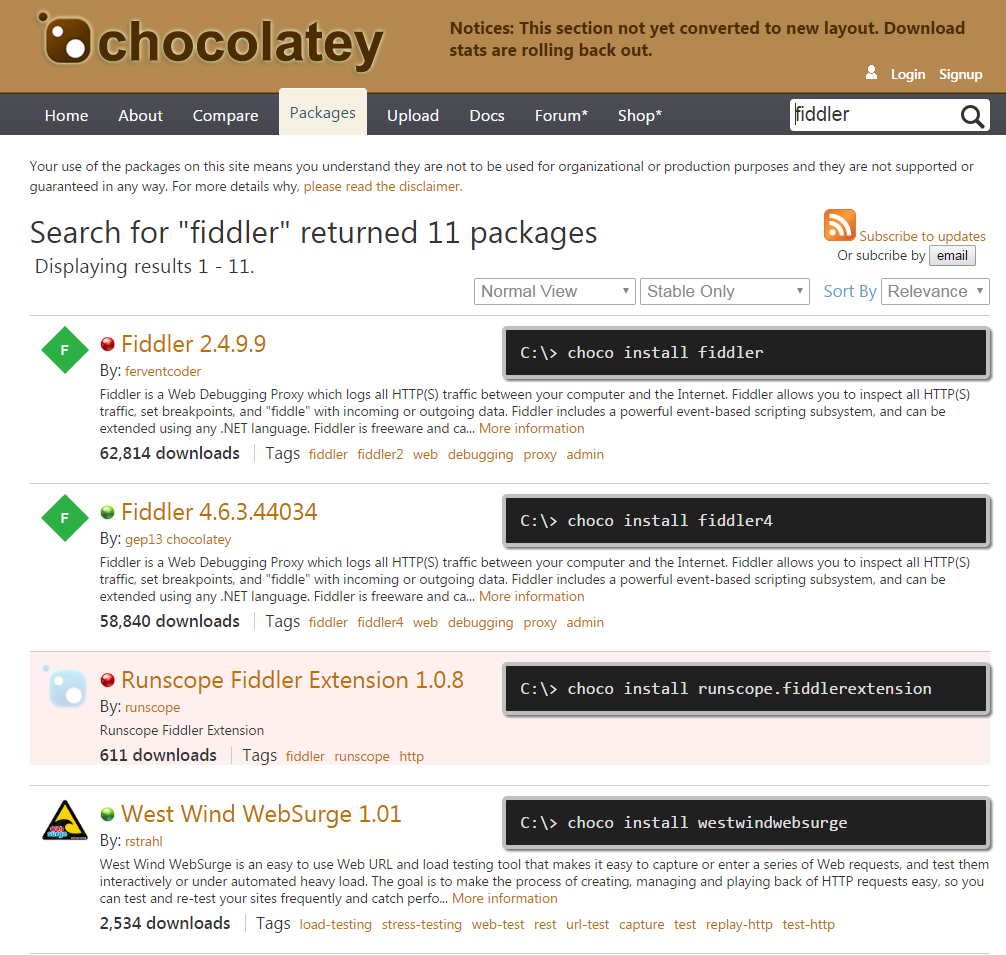 chocolatey
Notices: This section not yet converted to new layout. Download
stats are rolling back out.
Login Signup
Home About Compare Packages Upload Docs Forum* Shop* fiddler
Your use of the packages on this site means you understand they are not to be used for organizational or production purposes and they are not supported or
guaranteed in any way. For more details why, please read the disclaimer.
Search for "fiddler" returned 11 packages
Subscribe to updates
Displaying results 1 - 11.
Or subcribe by email
Normal View Stable Only Sort By Relevance
F
Fiddler 2.4.9.9
C:\> choco install fiddler
By: ferventcoder
Fiddler is a Web Debugging Proxy which logs all HTTP(S) traffic between your computer and the Internet. Fiddler allows you to inspect all HTTP(S)
traffic, set breakpoints, and "fiddle" with incoming or outgoing data. Fiddler includes a powerful event-based scripting subsystem, and can be
extended using any .NET language. Fiddler is freeware and ca... More information
62,814 downloads Tags fiddler fiddler2 web debugging proxy admin
F
Fiddler 4.6.3.44034
C:\> choco install fiddler4
By: gep13 chocolatey
Fiddler is a Web Debugging Proxy which logs all HTTP(S) traffic between your computer and the Internet. Fiddler allows you to inspect all HTTP(S)
traffic, set breakpoints, and "fiddle" with incoming or outgoing data. Fiddler includes a powerful event-based scripting subsystem, and can be
extended using any .NET language. Fiddler is freeware and ca... More information
58,840 downloads Tags fiddler fiddler4 web debugging proxy admin
Runscope Fiddler Extension 1.0.8
C:\> choco install runscope.fiddlerextension
By: runscope
Runscope Fiddler Extension
611 downloads Tags fiddler runscope http
West Wind WebSurge 1.01
C:\> choco install westwindwebsurge
By: rstrahl
West Wind WebSurge is an easy to use Web URL and load testing tool that makes it easy to capture or enter a series of Web requests, and test them
interactively or under automated heavy load. The goal is to make the process of creating, managing and playing back of HTTP requests easy, so you
can test and re-test your sites frequently and catch perfo... More information
2,534 downloads Tags load-testing stress-testing web-test rest url-test capture test replay-http test-http